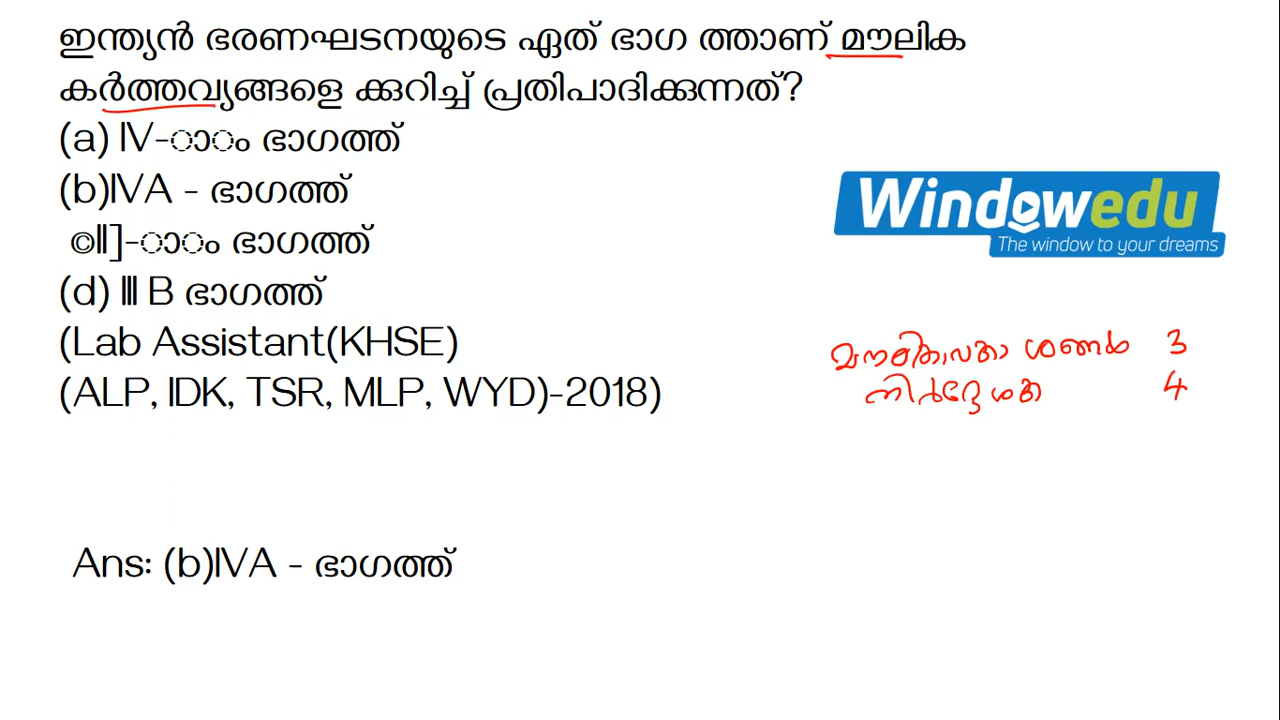 ഇന്ത്യൻ ഭരണഘടനയുടെ ഏത് ഭാഗ ത്താണ് മൗലിക
കർത്തവ്യങ്ങളെ ക്കുറിച്ച് പ്രതിപാദിക്കുന്നത്?
(a) IV-ാാം ഭാഗത്ത്
(b)IVA - ഭാഗത്ത്
©II]-ാാം ഭാഗത്ത്
(d) III B ഭാഗത്ത്
(Lab Assistant(KHSE)
(ALP, IDK, TSR, MLP, WYD)-2018)
Windowedu
The window to your dreams
മൗലികാവകാശങ്ങൾ 3
നിർദ്ദേശക 4
Ans: (b)IVA - ഭാഗത്ത്